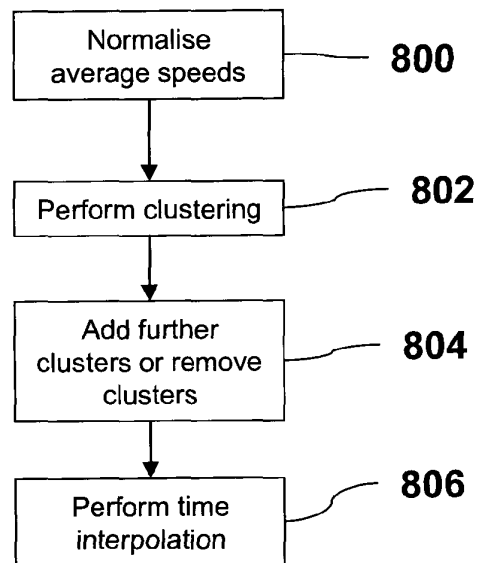 Normalise
average speeds
800
Perform clustering
802
Add further
clusters or remove
clusters
804
Perform time
interpolation
806